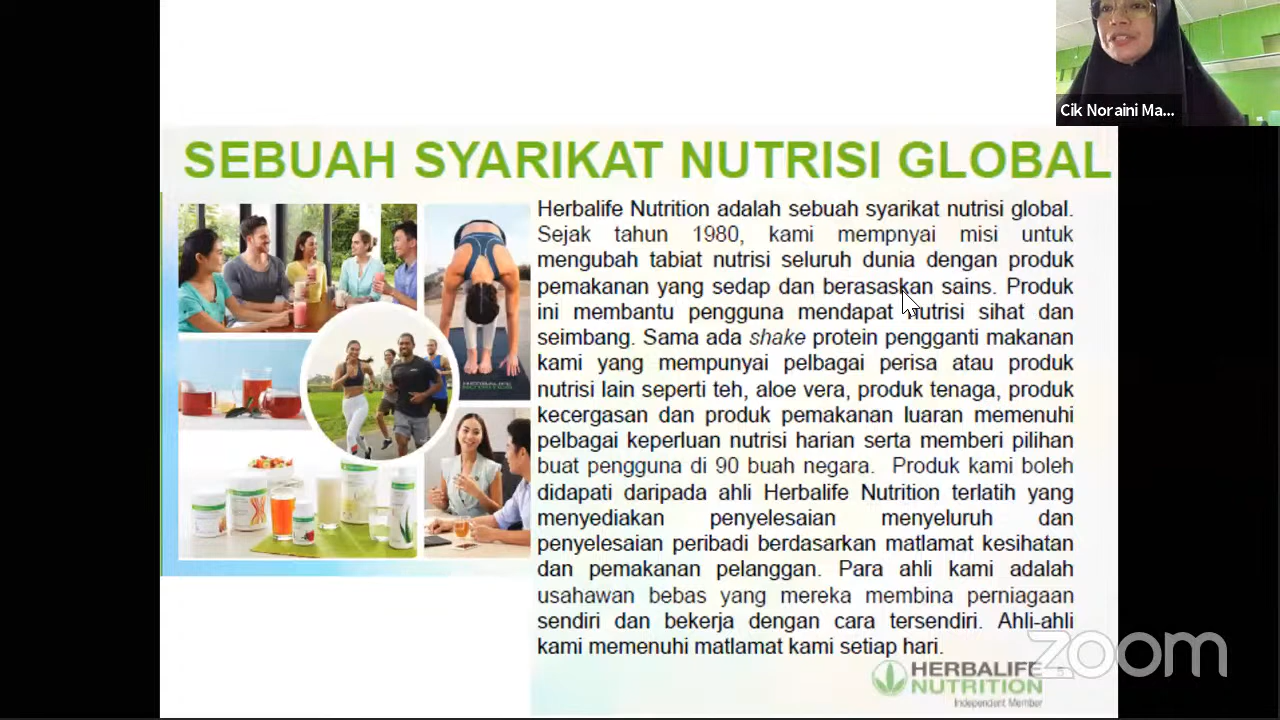 Cik Noraini Ma...
SEBUAH SYARIKAT NUTRISI GLOBAL
Herbalife Nutrition adalah sebuah syarikat nutrisi global.
Sejak tahun 1980, kami mempnyai misi untuk
mengubah tabiat nutrisi seluruh dunia dengan produk
pemakanan yang sedap dan berasaskan sains. Produk
ini membantu pengguna mendapat nutrisi sihat dan
seimbang. Sama ada shake protein pengganti makanan
kami yang mempunyai pelbagai perisa atau produk
nutrisi lain seperti teh, aloe vera, produk tenaga, produk
kecergasan dan produk pemakanan luaran memenuhi
pelbagai keperluan nutrisi harian serta memberi pilihan
buat pengguna di 90 buah negara. Produk kami boleh
didapati daripada ahli Herbalife Nutrition terlatih yang
menyediakan penyelesaian menyeluruh dan
penyelesaian peribadi berdasarkan matlamat kesihatan
dan pemakanan pelanggan. Para ahli kami adalah
usahawan bebas yang mereka membina perniagaan
sendiri dan bekerja dengan cara tersendiri. Ahli-ahli
kami memenuhi matlamat kami setiap hari.
HERBALIFE
NUTRITION
HERBALIFE
NUTRITION
Independent Member
5
zoom